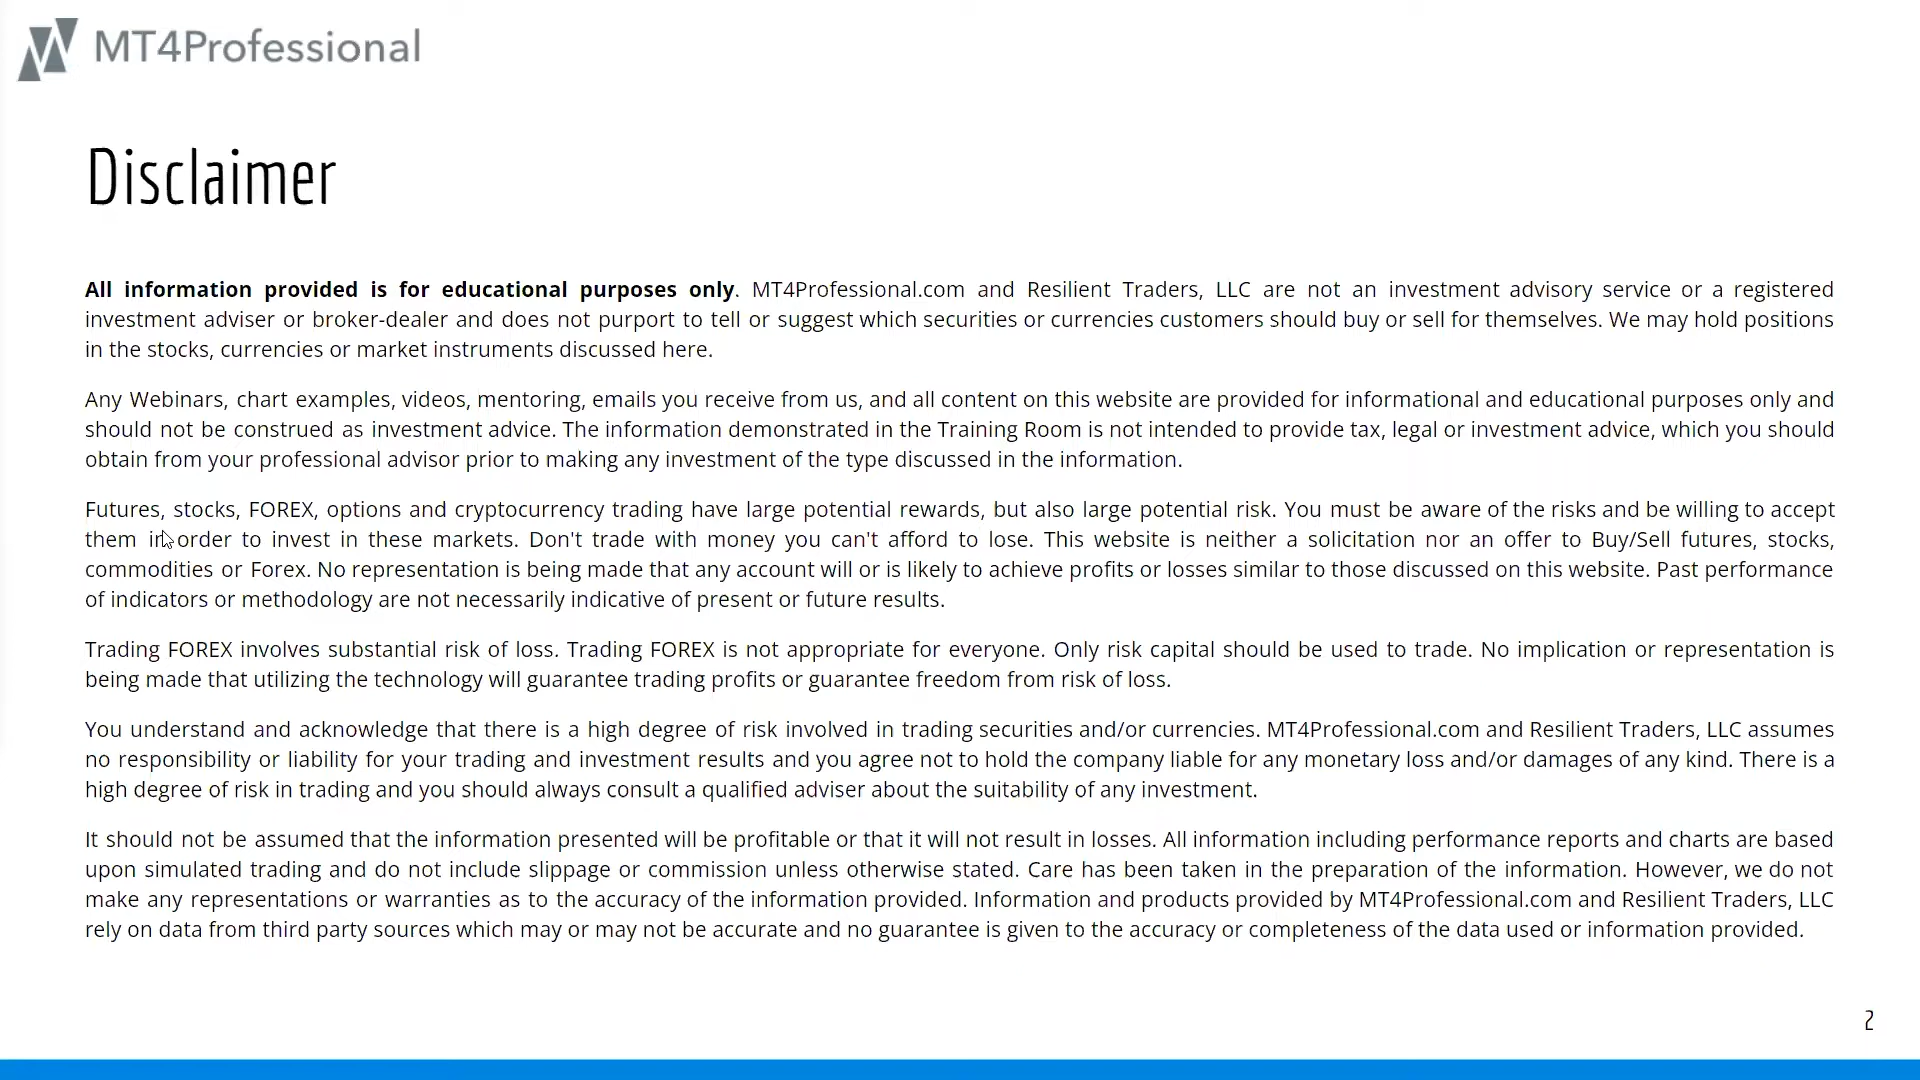 MT4Professional
Disclaimer
All information provided is for educational purposes only. MT4Professional.com and Resilient Traders, LLC are not an investment advisory service or a registered
investment adviser or broker-dealer and does not purport to tell or suggest which securities or currencies customers should buy or sell for themselves. We may hold positions
in the stocks, currencies or market instruments discussed here.
Any Webinars, chart examples, videos, mentoring, emails you receive from us, and all content on this website are provided for informational and educational purposes only and
should not be construed as investment advice. The information demonstrated in the Training Room is not intended to provide tax, legal or investment advice, which you should
obtain from your professional advisor prior to making any investment of the type discussed in the information.
Futures, stocks, FOREX, options and cryptocurrency trading have large potential rewards, but also large potential risk. You must be aware of the risks and be willing to accept
them in order to invest in these markets. Don't trade with money you can't afford to lose. This website is neither a solicitation nor an offer to Buy/Sell futures, stocks,
commodities or Forex. No representation is being made that any account will or is likely to achieve profits or losses similar to those discussed on this website. Past performance
of indicators or methodology are not necessarily indicative of present or future results.
Trading FOREX involves substantial risk of loss. Trading FOREX is not appropriate for everyone. Only risk capital should be used to trade. No implication or representation is
being made that utilizing the technology will guarantee trading profits or guarantee freedom from risk of loss.
You understand and acknowledge that there is a high degree of risk involved in trading securities and/or currencies. MT4Professional.com and Resilient Traders, LLC assumes
no responsibility or liability for your trading and investment results and you agree not to hold the company liable for any monetary loss and/or damages of any kind. There is a
high degree of risk in trading and you should always consult a qualified adviser about the suitability of any investment.
It should not be assumed that the information presented will be profitable or that it will not result in losses. All information including performance reports and charts are based
upon simulated trading and do not include slippage or commission unless otherwise stated. Care has been taken in the preparation of the information. However, we do not
make any representations or warranties as to the accuracy of the information provided. Information and products provided by MT4Professional.com and Resilient Traders, LLC
rely on data from third party sources which may or may not be accurate and no guarantee is given to the accuracy or completeness of the data used or information provided.
2